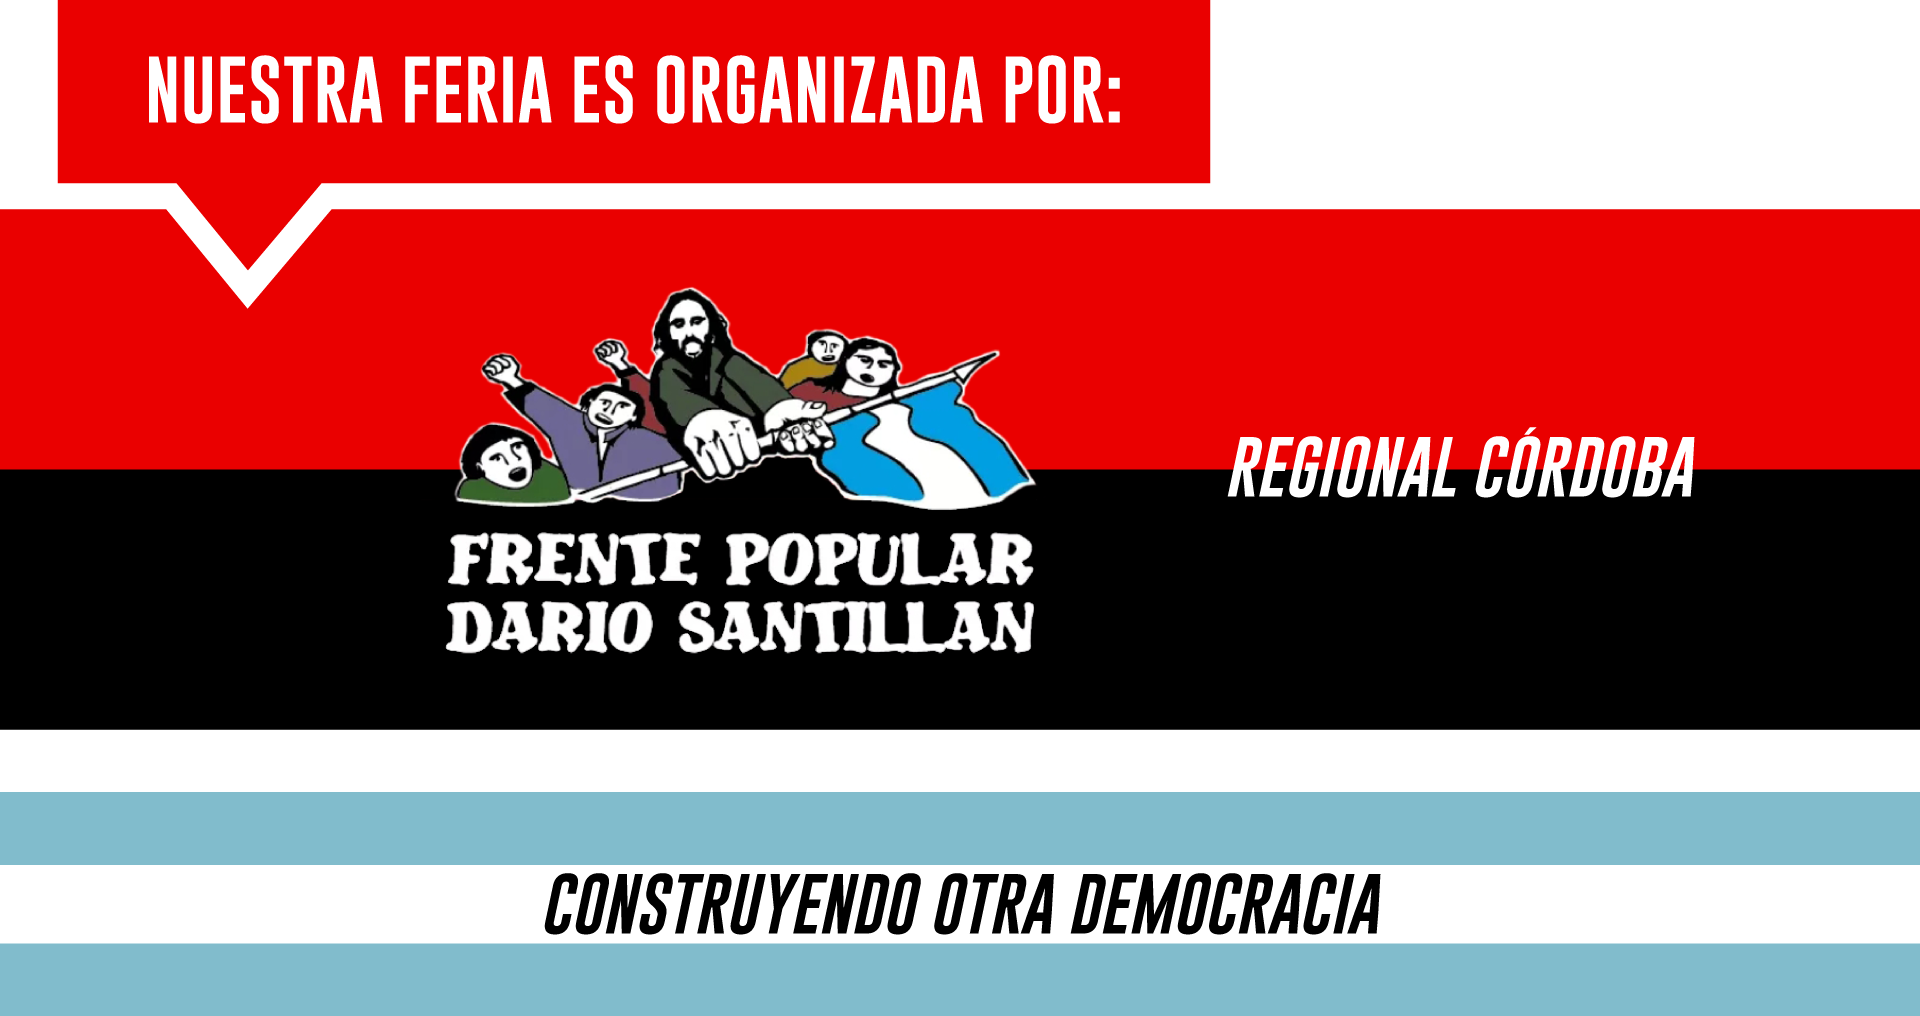 NUESTRA FERIA ES ORGANIZADA POR:
REGIONAL CÓRDOBA
FRENTE POPULAR
DARIO SANTILLAN
CONSTRUYENDO OTRA DEMOCRACIA